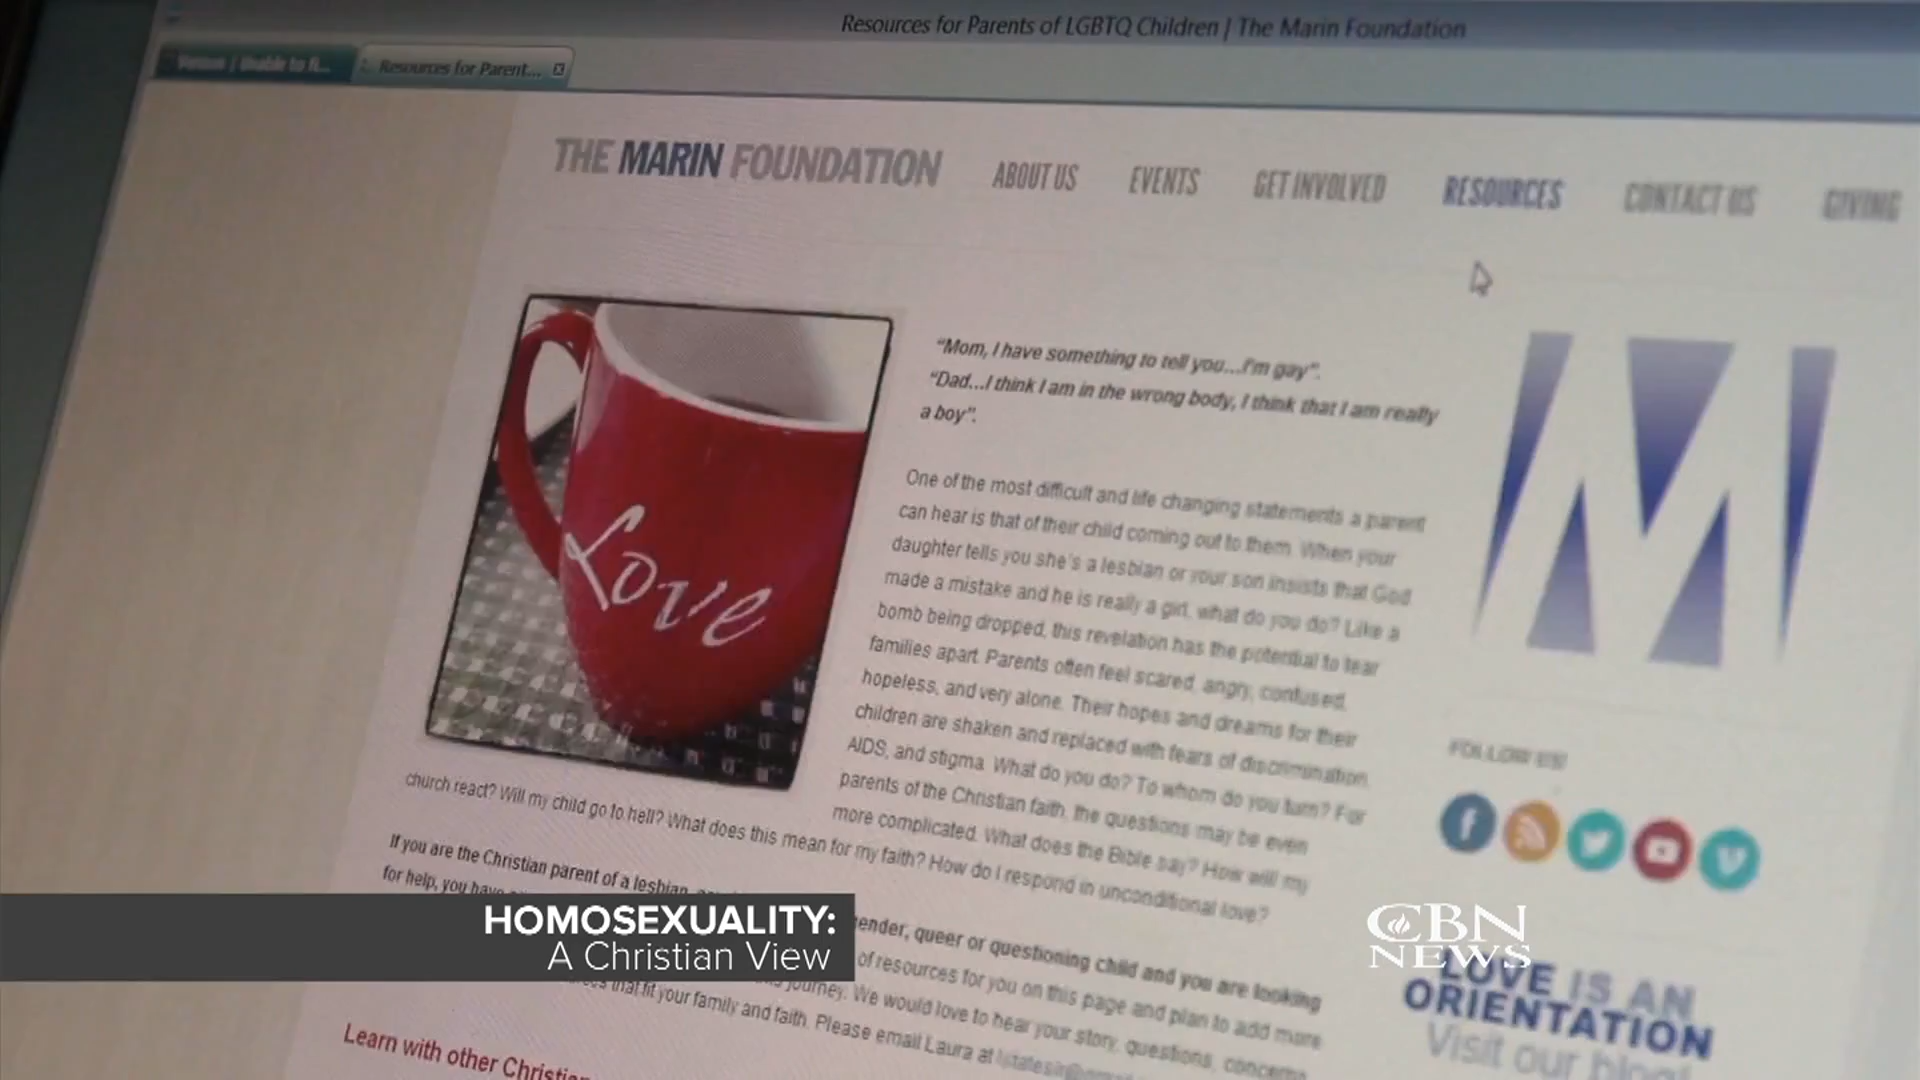 Resources for Parents of LGBTQ Children | The Marin Foundation
Resources for Parent...
THE MARIN FOUNDATION
ABOUT US
EVENTS
GET INVOLVED
RESOURCES
CONTACT US
GIVING
Love
"Mom, I have something to tell you...I'm gay".
"Dad...I think I am in the wrong body, I think that I am really
a boy".
One of the most difficult and life changing statements a parent
can hear is that of their child coming out to them. When your
daughter tells you she's a lesbian or your son insists that God
made a mistake and he is really a girl, what do you do? Like a
bomb being dropped, this revelation has the potential to tear
families apart. Parents often feel scared, angry, confused,
hopeless, and very alone. Their hopes and dreams for their
children are shaken and replaced with fears of discrimination,
AIDS, and stigma. What do you do? To whom do you turn? For
parents of the Christian faith, the questions may be even
more complicated. What does the Bible say? How will my
church react? Will my child go to hell? What does this mean for my faith? How do I respond in unconditional love?
If you are the Christian parent of a lesbian,
ender, queer or questioning child and you are looking
for help, you have
of resources for you on this page and plan to add more
journey. We would love to hear your story, questions, concerns
that fit your family and faith. Please email Laura at
Learn with other Christian
M
FOLLOW US!
LOVE IS AN
ORIENTATION
Visit our blog!
HOMOSEXUALITY:
A Christian View
CBN
NEWS